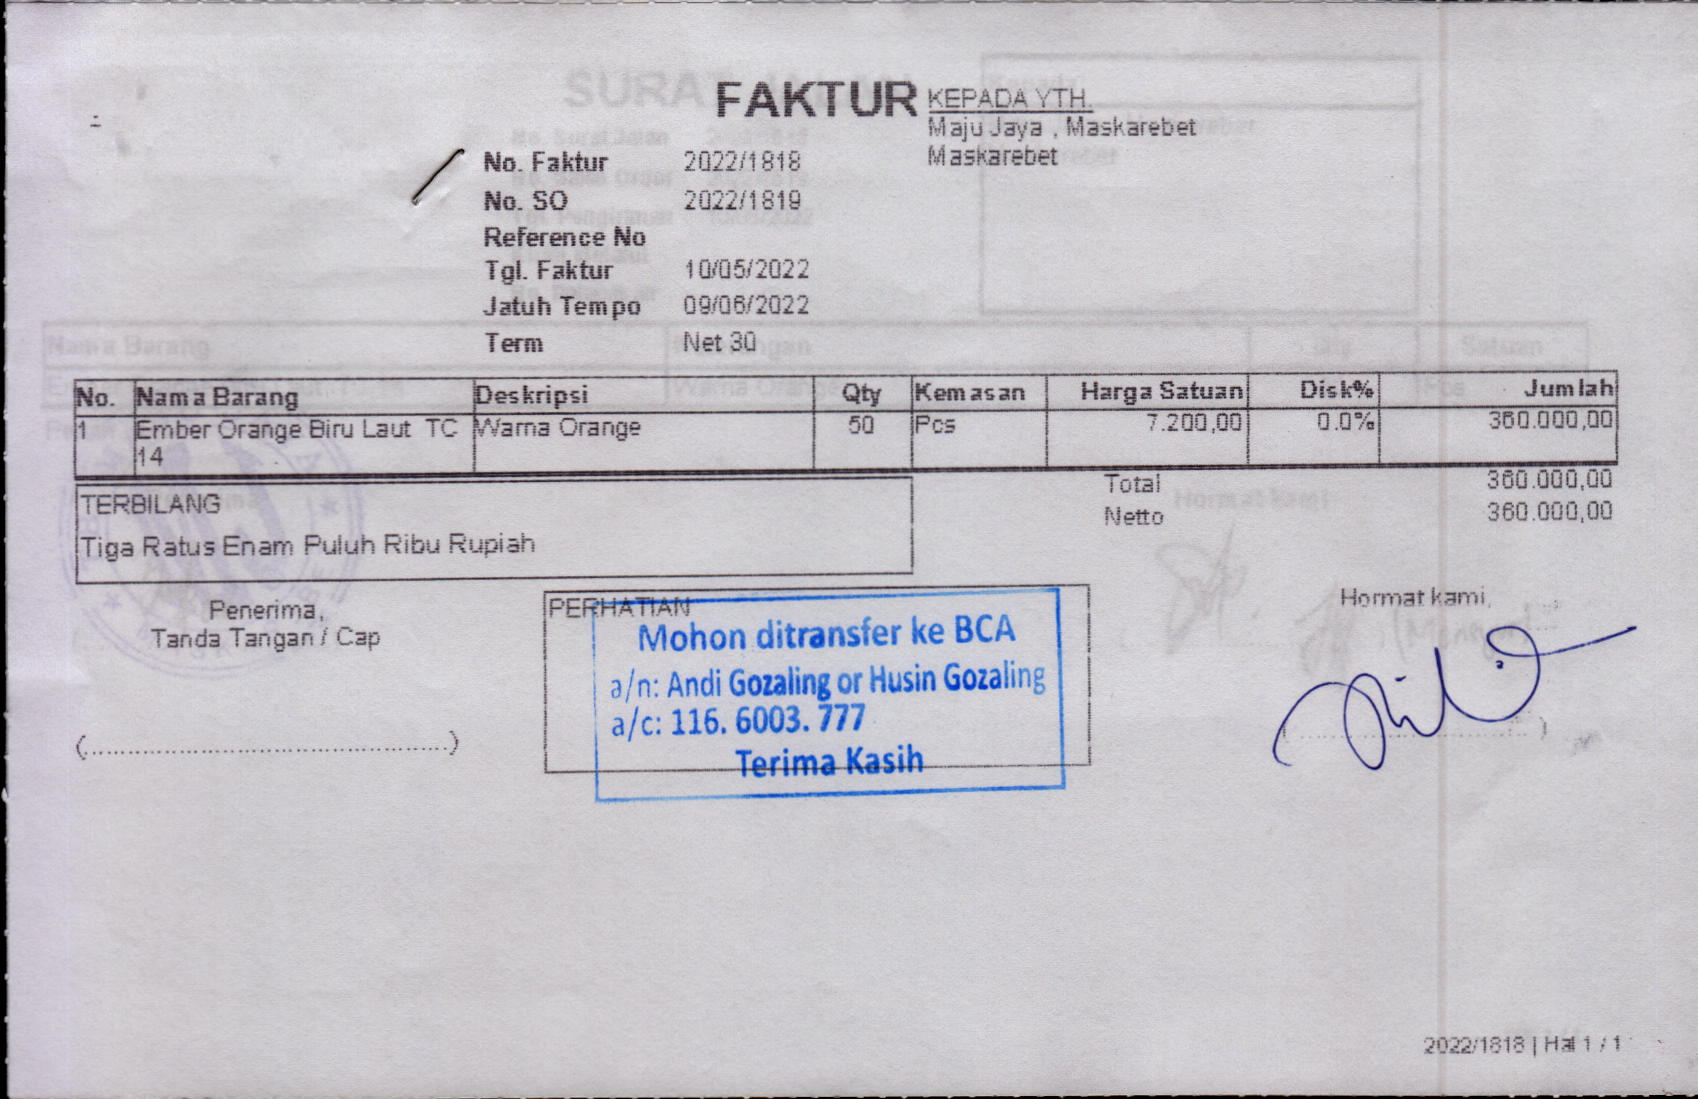 FAKTUR
KEPADA YTH.
Maju Jaya , Maskarebet
Maskarebet
No. Faktur 2022/1818
No. SO 2022/1819
Reference No
Tgl. Faktur 10/05/2022
Jatuh Tempo 09/06/2022
Term Net 30
No. Nama Barang Deskripsi Qty Kemasan Harga Satuan Disk% Jumlah
1 Ember Orange Biru Laut TC Warna Orange 50 Pcs 7.200,00 0.0% 360.000,00
14
Total 360.000,00
Netto 360.000,00
TERBILANG
Tiga Ratus Enam Puluh Ribu Rupiah
Penerima,
Tanda Tangan / Cap
PERHATIAN
Mohon ditransfer ke BCA
a/n: Andi Gozaling or Husin Gozaling
a/c: 116. 6003. 777
Terima Kasih
Hormat kami,
2022/1818 | Hal 1 / 1